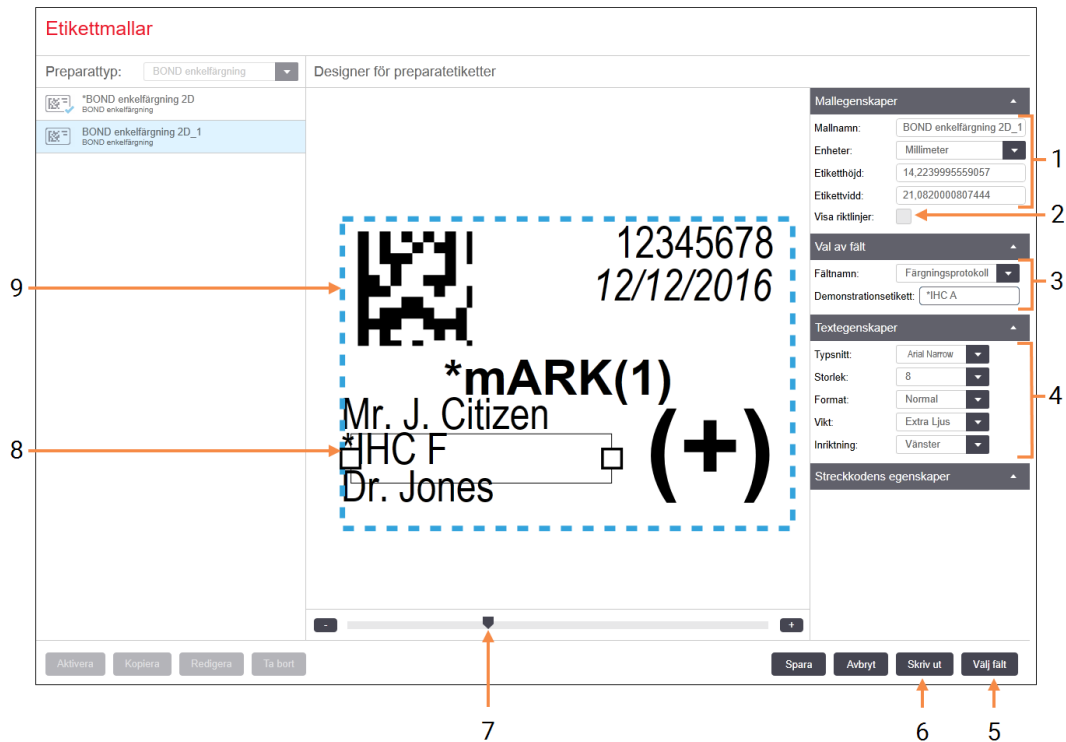 Etikettmallar
Preparattyp: BOND enkelfärgning
Designer för preparatetiketter
*BOND enkelfärgning 2D
BOND enkelfärgning
BOND enkelfärgning 2D_1
BOND enkelfärgning
12345678
12/12/2016
*mARK(1)
Mr. J. Citizen
*IHC F
(+)
Dr. Jones
Mallegenskaper
Mallnamn: BOND enkelfärgning 2D_1
Enheter: Millimeter
Etiketthöjd: 14,2239995559057
Etikettvidd: 21,0820000807444
Visa riktlinjer:
Val av fält
Fältnamn: Färgningsprotokoll
Demonstrationsetikett: *IHC A
Textegenskaper
Typsnitt: Arial Narrow
Storlek: 8
Format: Normal
Vikt: Extra Ljus
Inriktning: Vänster
Streckkodens egenskaper
- +
Aktivera Kopiera Redigera Ta bort
Spara Avbryt Skriv ut Välj fält
1
2
3
4
5
6
7
8
9